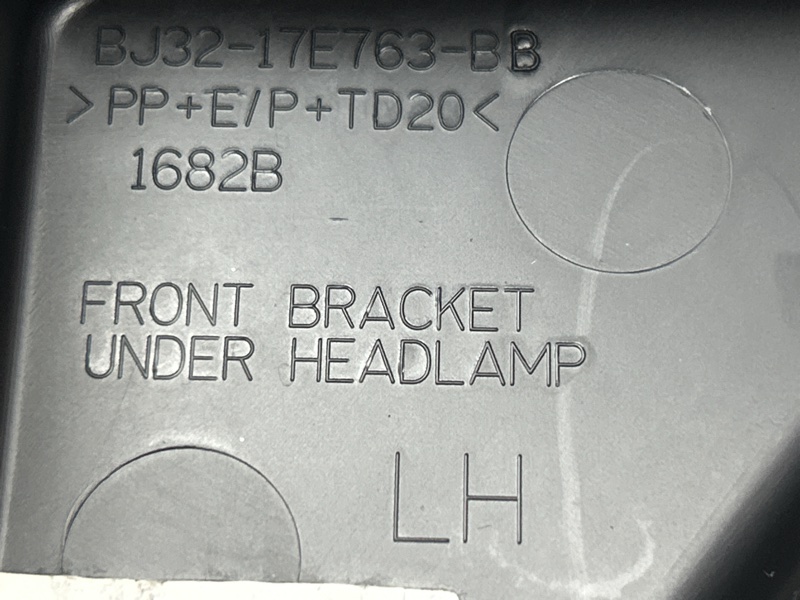 BJ32-17E763-BB
>PP+E/P+TD20<
1682B
FRONT BRACKET
UNDER HEADLAMP
LH